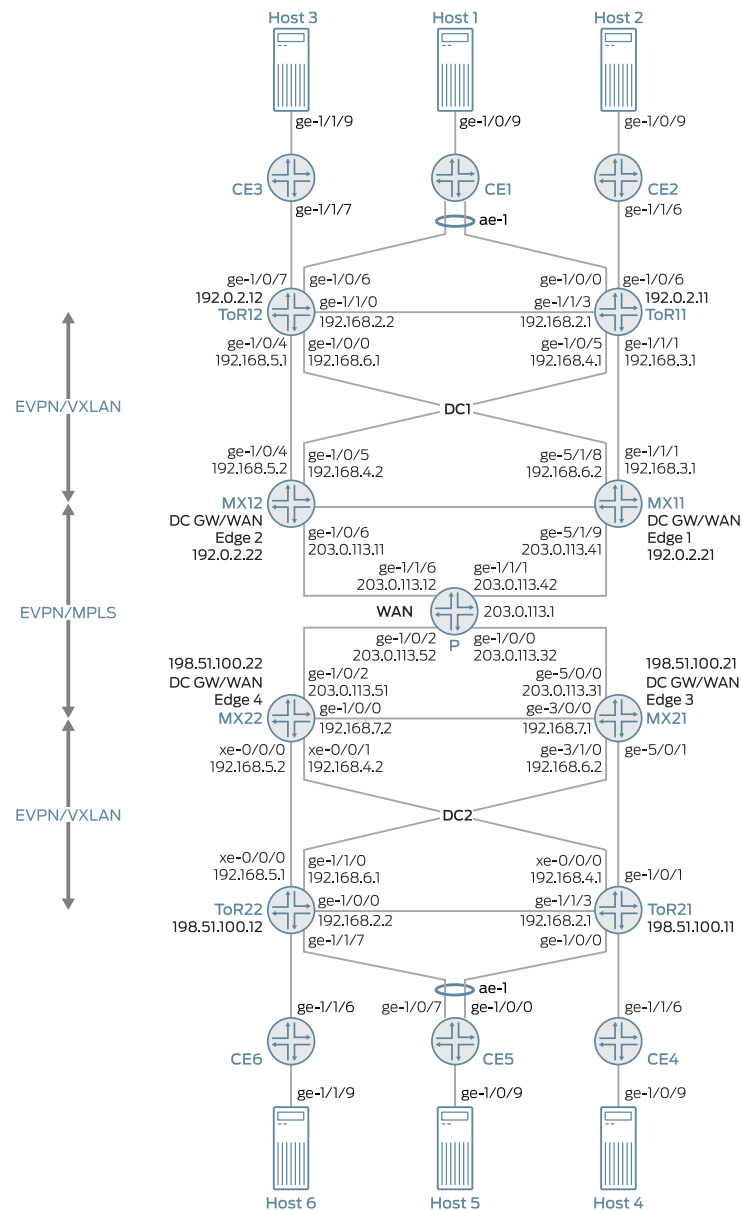 Host 3
Host 1
Host 2
ge-1/1/9
ge-1/0/9
ge-1/0/9
CE3
CE1
CE2
ge-1/1/7
ae-1
ge-1/1/6
ge-1/0/7
192.0.2.12
ToR12
ge-1/0/6
ge-1/1/0
192.168.2.2
ge-1/0/0
ge-1/1/3
192.168.2.1
ge-1/0/6
192.0.2.11
ToR11
ge-1/0/4
192.168.5.1
ge-1/0/0
192.168.6.1
ge-1/0/5
192.168.4.1
ge-1/1/1
192.168.3.1
EVPN/VXLAN
DC1
ge-1/0/4
192.168.5.2
ge-1/0/5
192.168.4.2
ge-5/1/8
192.168.6.2
ge-1/1/1
192.168.3.1
MX12
DC GW/WAN
Edge 2
192.0.2.22
MX11
DC GW/WAN
Edge 1
192.0.2.21
ge-1/0/6
203.0.113.11
ge-5/1/9
203.0.113.41
ge-1/1/6
203.0.113.12
ge-1/1/1
203.0.113.42
EVPN/MPLS
WAN
203.0.113.1
P
ge-1/0/2
203.0.113.52
ge-1/0/0
203.0.113.32
198.51.100.22
DC GW/WAN
Edge 4
MX22
ge-1/0/2
203.0.113.51
ge-1/0/0
192.168.7.2
ge-5/0/0
203.0.113.31
ge-3/0/0
192.168.7.1
198.51.100.21
DC GW/WAN
Edge 3
MX21
xe-0/0/0
192.168.5.2
xe-0/0/1
192.168.4.2
ge-3/1/0
192.168.6.2
ge-5/0/1
EVPN/VXLAN
DC2
xe-0/0/0
192.168.5.1
ge-1/1/0
192.168.6.1
xe-0/0/0
192.168.4.1
ge-1/0/1
ToR22
198.51.100.12
ge-1/0/0
192.168.2.2
ge-1/1/7
ge-1/1/3
192.168.2.1
ge-1/0/0
ToR21
198.51.100.11
ae-1
ge-1/1/6
ge-1/0/7
ge-1/0/0
ge-1/1/6
CE6
CE5
CE4
ge-1/1/9
ge-1/0/9
ge-1/0/9
Host 6
Host 5
Host 4